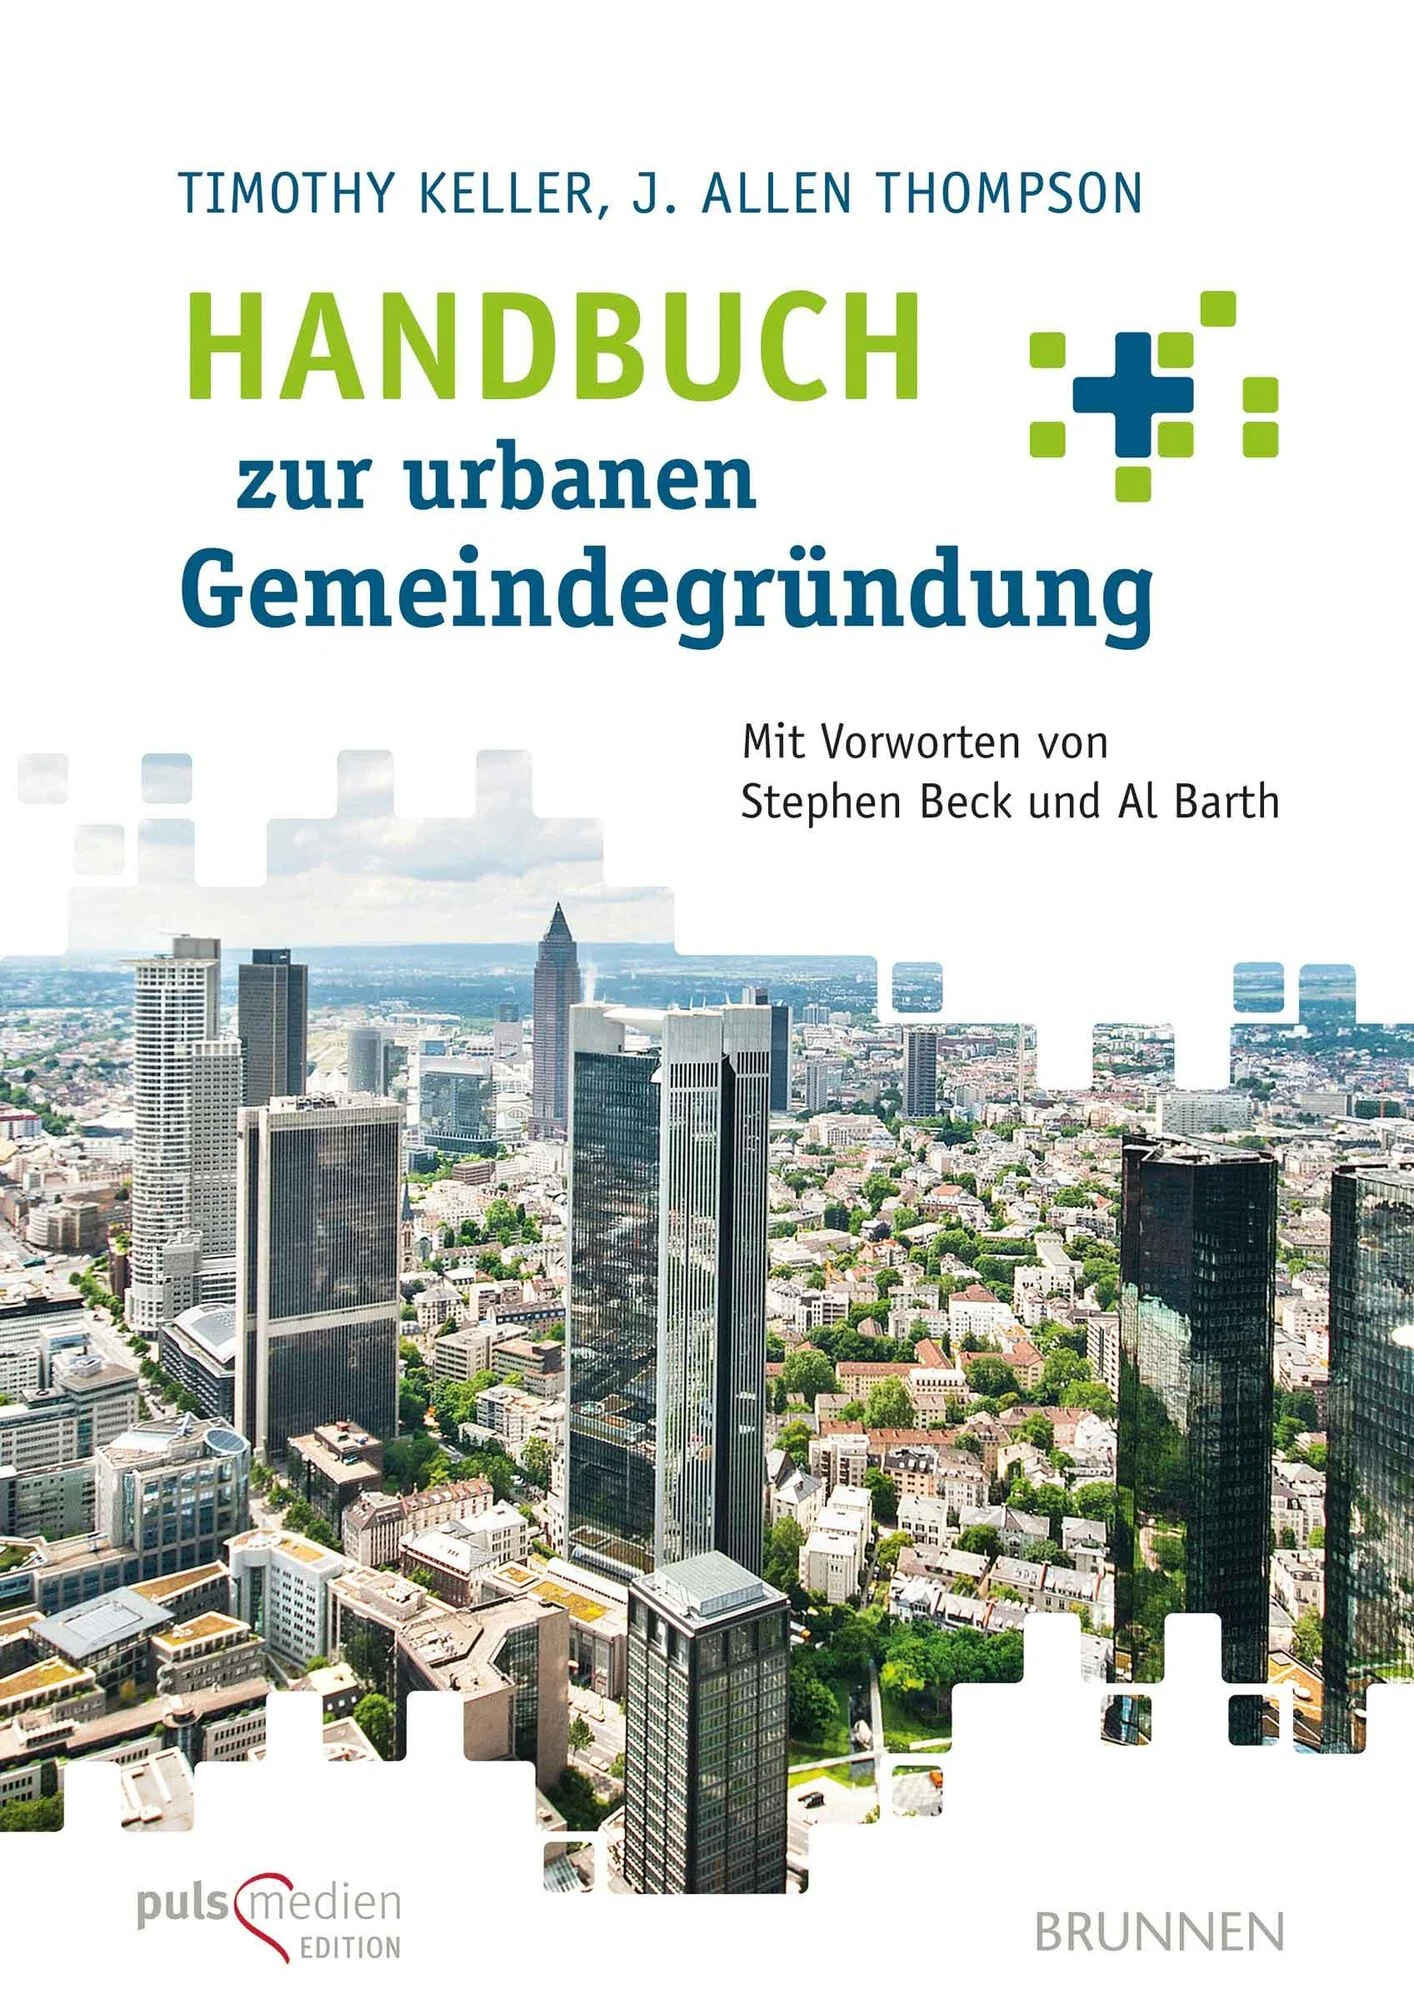 TIMOTHY KELLER, J. ALLEN THOMPSON
HANDBUCH
zur urbanen
Gemeindegründung
Mit Vorworten von
Stephen Beck und Al Barth
puls medien
EDITION
BRUNNEN